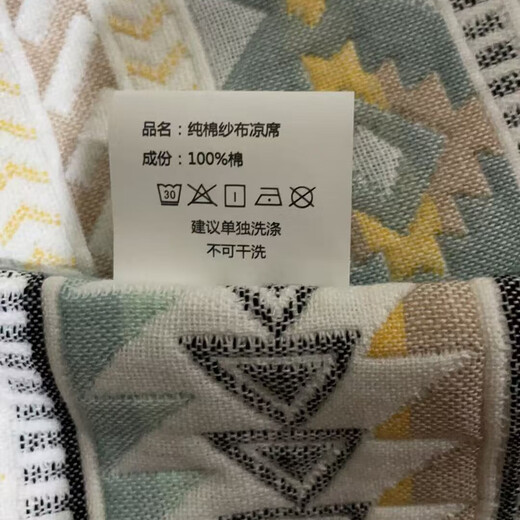 品名：纯棉纱布凉席
成份：100%棉
30
建议单独洗涤
不可干洗